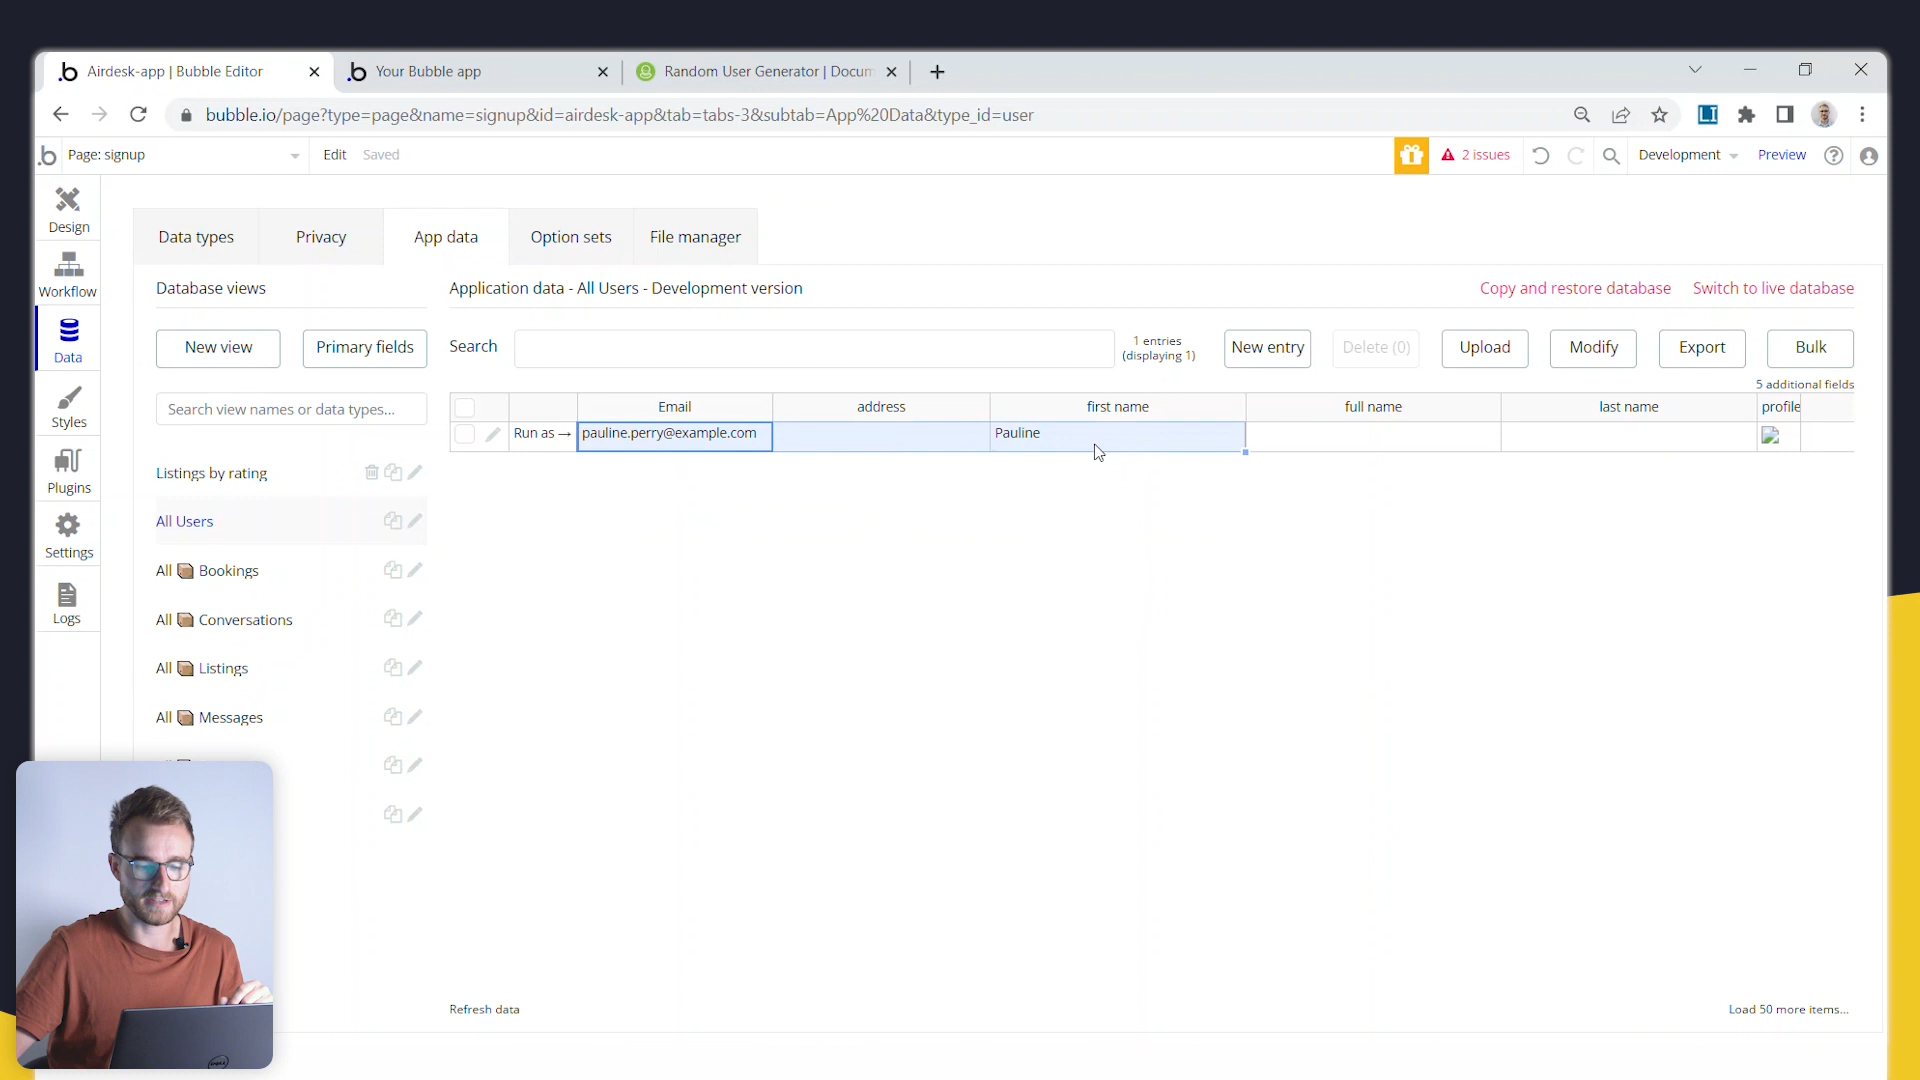 Airdesk-app | Bubble Editor
Your Bubble app
Random User Generator | Docum
bubble.io/page?type=page&name=signup&id=airdesk-app&tab=tabs-3&subtab=App%20Data&type_id=user
Page: signup
Edit
Saved
2 issues
Development
Preview
Design
Workflow
Data
Styles
Plugins
Settings
Logs
Data types
Privacy
App data
Option sets
File manager
Database views
New view
Primary fields
Search view names or data types...
Listings by rating
All Users
All Bookings
All Conversations
All Listings
All Messages
Application data - All Users - Development version
Copy and restore database
Switch to live database
Search
1 entries
(displaying 1)
New entry
Delete (0)
Upload
Modify
Export
Bulk
5 additional fields
Email
address
first name
full name
last name
profile
Run as →
pauline.perry@example.com
Pauline
Refresh data
Load 50 more items...